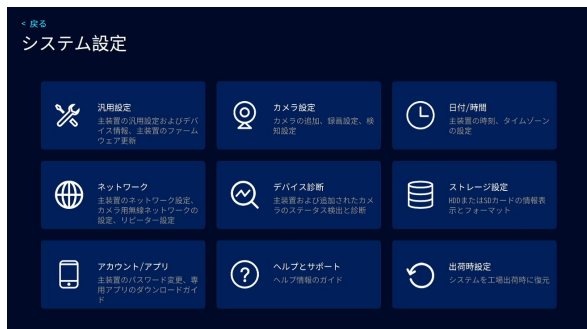 < 戻る
システム設定
汎用設定
主装置の汎用設定およびデバ
イス情報、主装置のファーム
ウェア更新
カメラ設定
カメラの追加、録画設定、検
知設定
日付/時間
主装置の時刻、タイムゾーン
の設定
ネットワーク
主装置のネットワーク設定、
カメラ用無線ネットワークの
設定、リピーター設定
デバイス診断
主装置および追加されたカメ
ラのステータス検出と診断
ストレージ設定
HDDまたはSDカードの情報表
示とフォーマット
アカウント/アプリ
主装置のパスワード変更、専
用アプリのダウンロードガイ
ド
ヘルプとサポート
ヘルプ情報のガイド
出荷時設定
システムを工場出荷時に復元